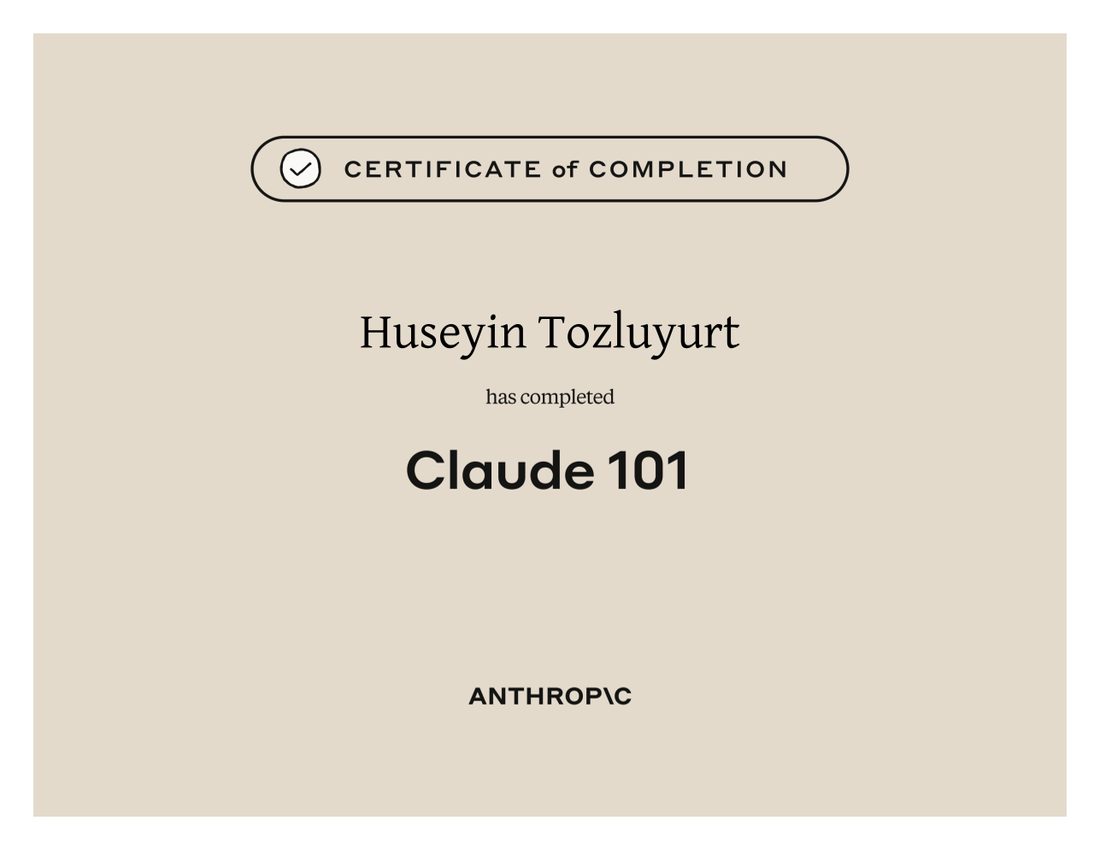 CERTIFICATE of COMPLETION
Huseyin Tozluyurt
has completed
Claude 101
ANTHROP\C